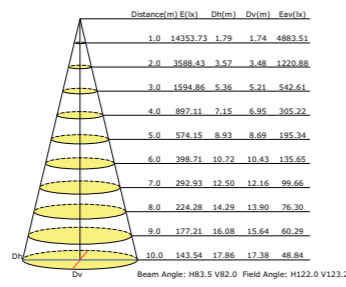 Distance(m) E(lx) Dh(m) Dv(m) Eav(lx)
1.0 14353.73 1.79 1.74 4883.51
2.0 3588.43 3.57 3.48 1220.88
3.0 1594.86 5.36 5.21 542.61
4.0 897.11 7.15 6.95 305.22
5.0 574.15 8.93 8.69 195.34
6.0 398.71 10.72 10.43 135.65
7.0 292.93 12.50 12.16 99.66
8.0 224.28 14.29 13.90 76.30
9.0 177.21 16.08 15.64 60.29
Dh 10.0 143.54 17.86 17.38 48.84
Dv Beam Angle: H83.5 V82.0 Field Angle: H122.0 V123.2